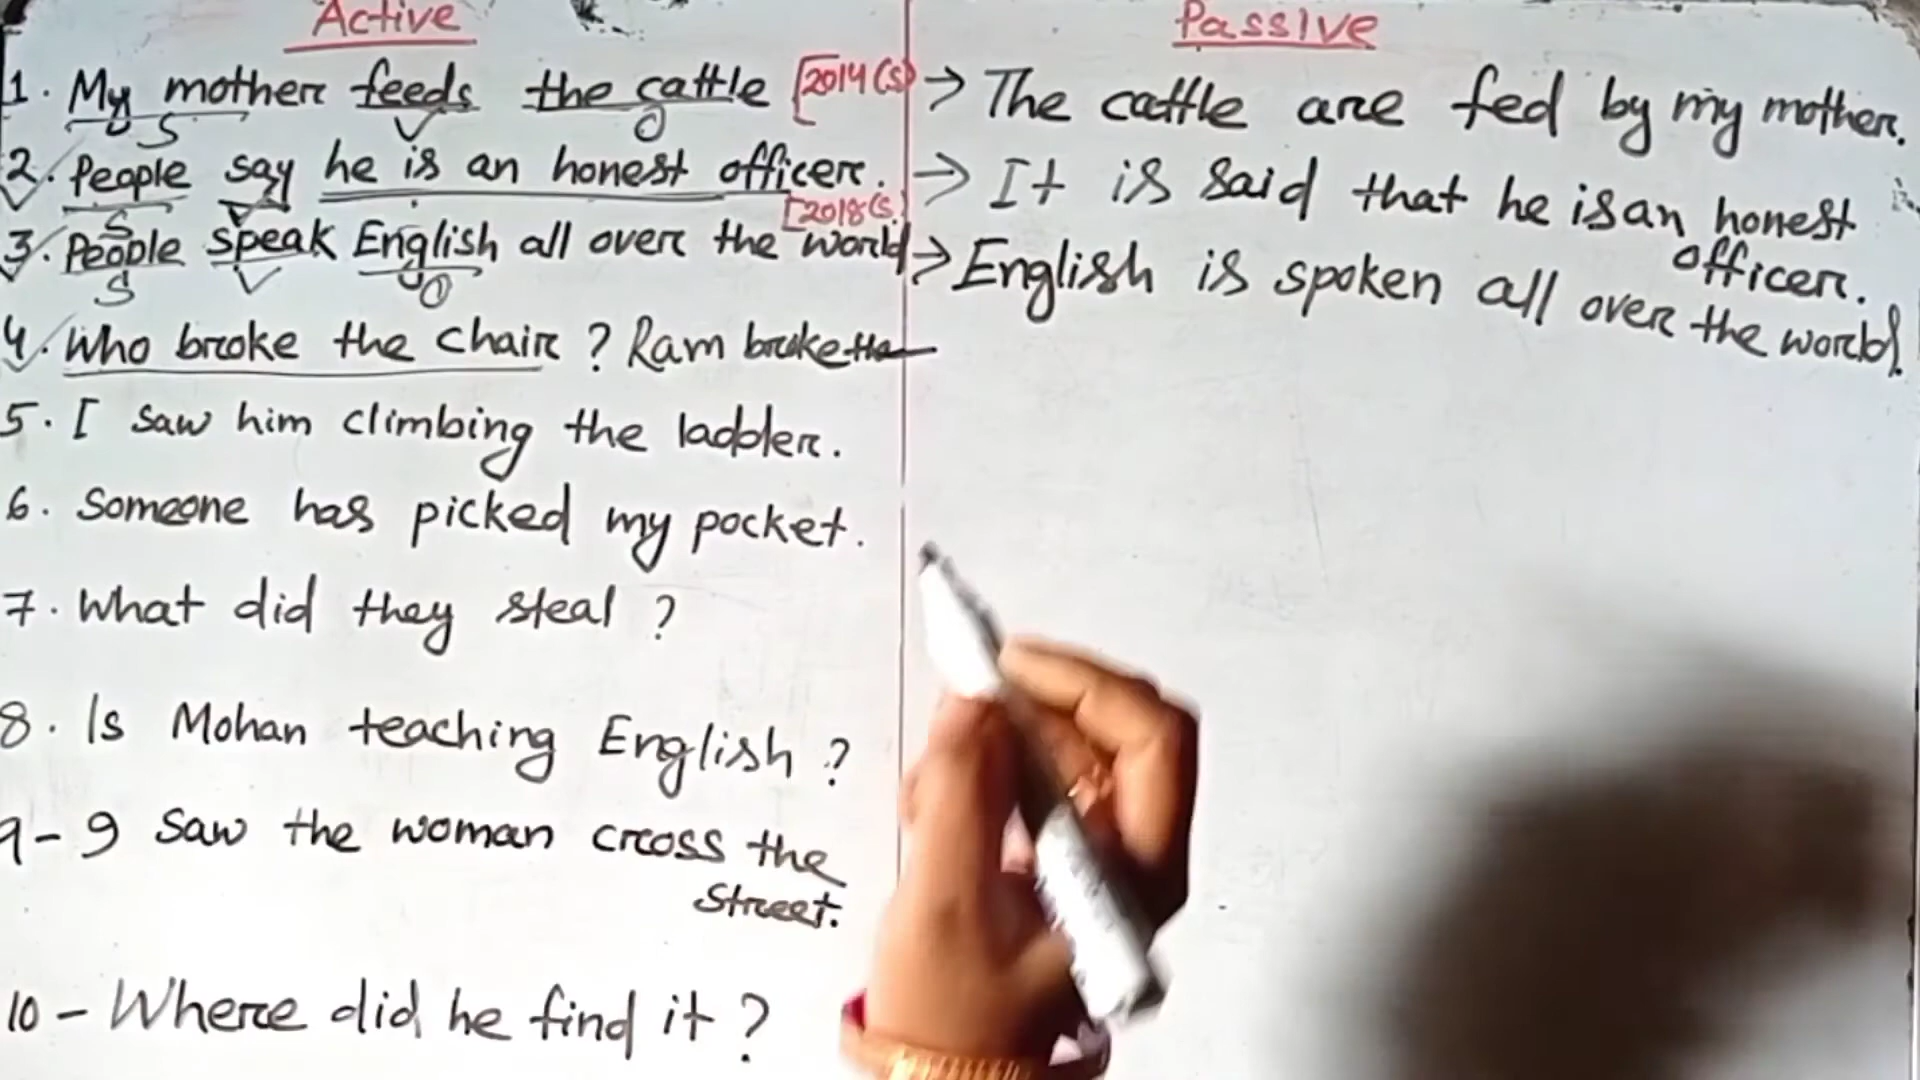 Active
Passive
1. My mother feeds the cattle [2014(S) → The cattle are fed by my mother.
S V O
2. People say he is an honest officer. → It is said that he is an honest officer.
S V [2018(S)
3. People speak English all over the world → English is spoken all over the world.
S V O
4. Who broke the chair ? Ram broke the
5. I saw him climbing the ladder.
6. Someone has picked my pocket.
7. What did they steal ?
8. Is Mohan teaching English ?
9 - I saw the woman cross the
street.
10 - Where did he find it ?